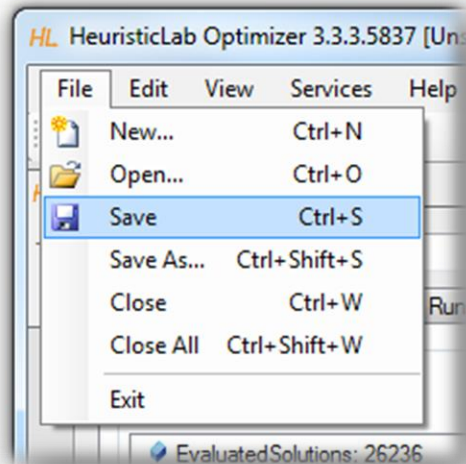 HL HeuristicLab Optimizer 3.3.3.5837 [Uns
File Edit View Services Help
New... Ctrl+N
Open... Ctrl+O
Save Ctrl+S
Save As... Ctrl+Shift+S
Close Ctrl+W
Run
Close All Ctrl+Shift+W
Exit
EvaluatedSolutions: 26236